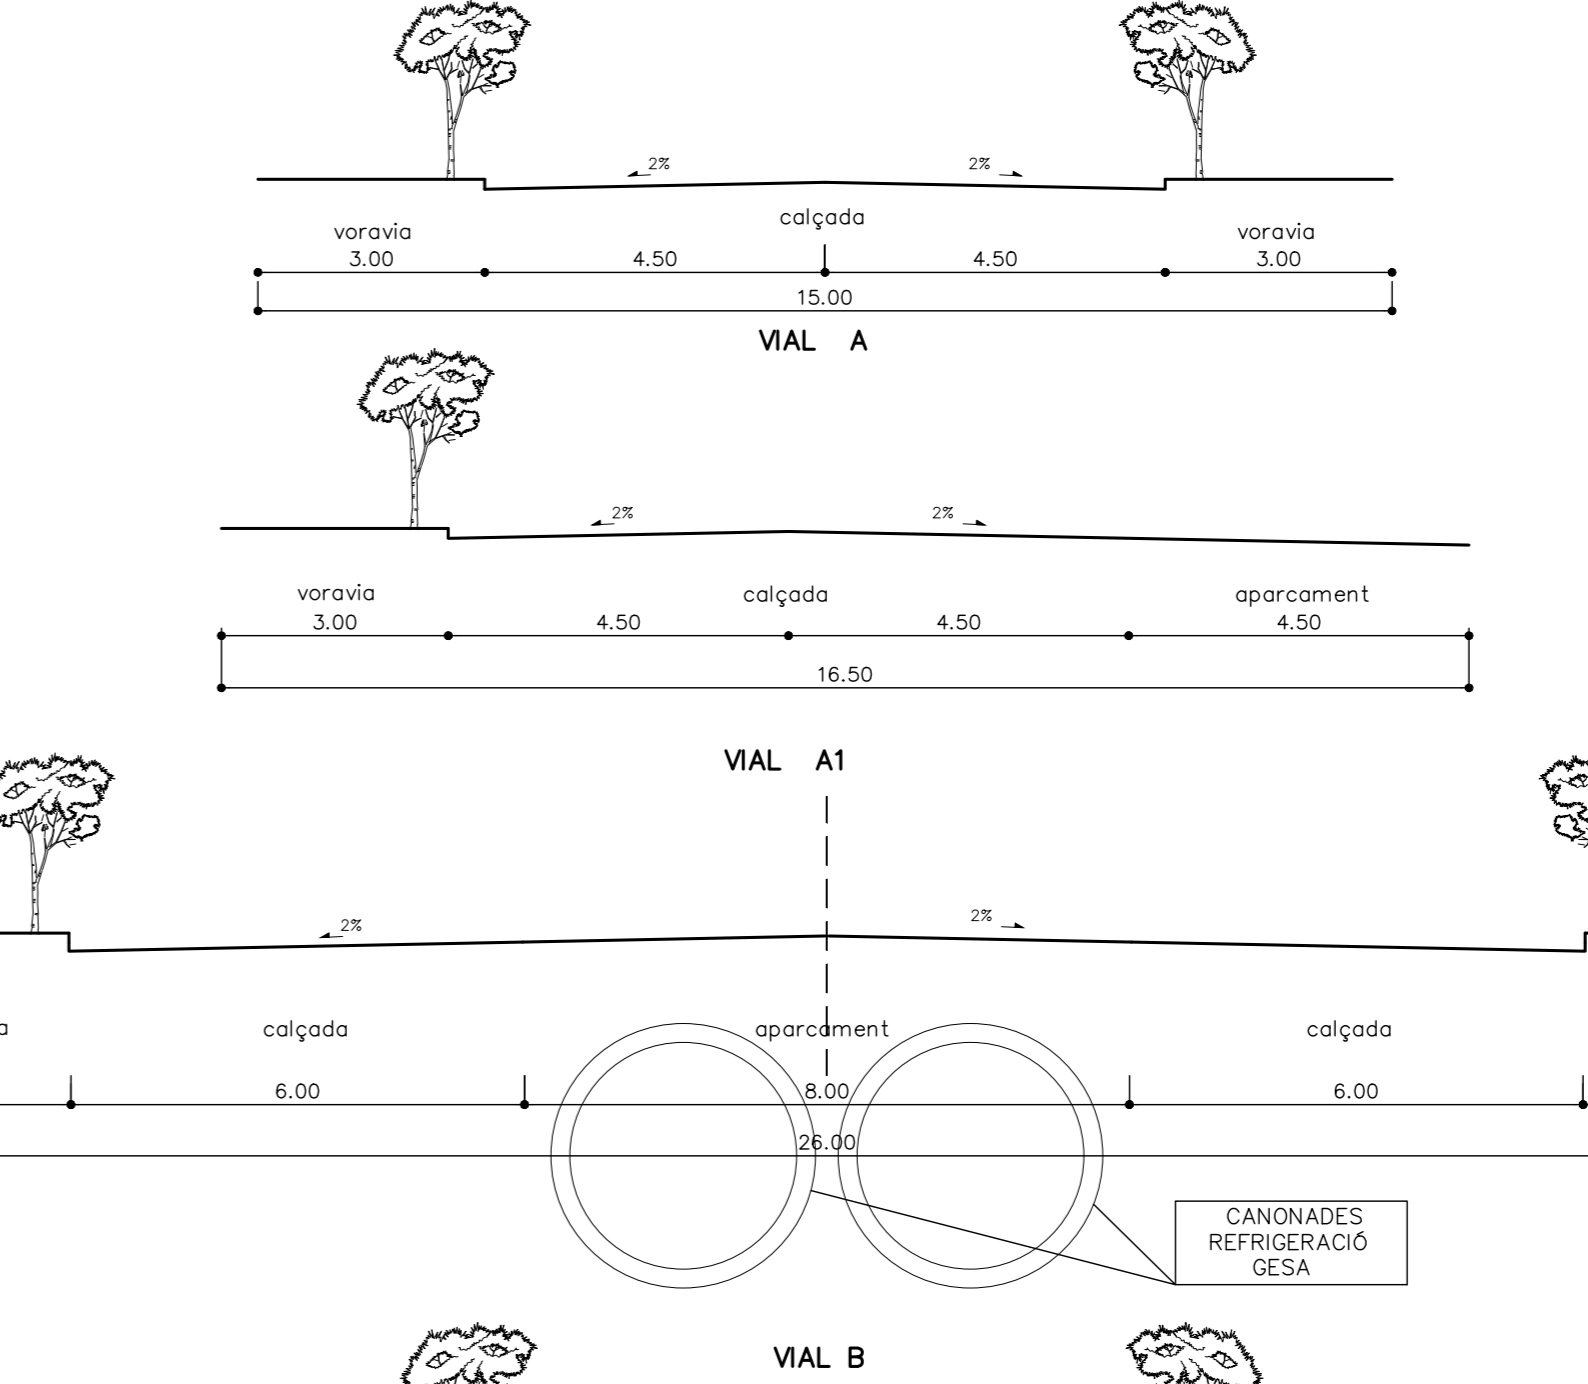 2% 2%
calçada
voravia voravia
3.00 4.50 4.50 3.00
15.00
VIAL A
2% 2%
voravia calçada aparcament
3.00 4.50 4.50 4.50
16.50
VIAL A1
2% 2%
a calçada aparcament calçada
6.00 8.00 6.00
26.00
CANONADES
REFRIGERACIÓ
GESA
VIAL B